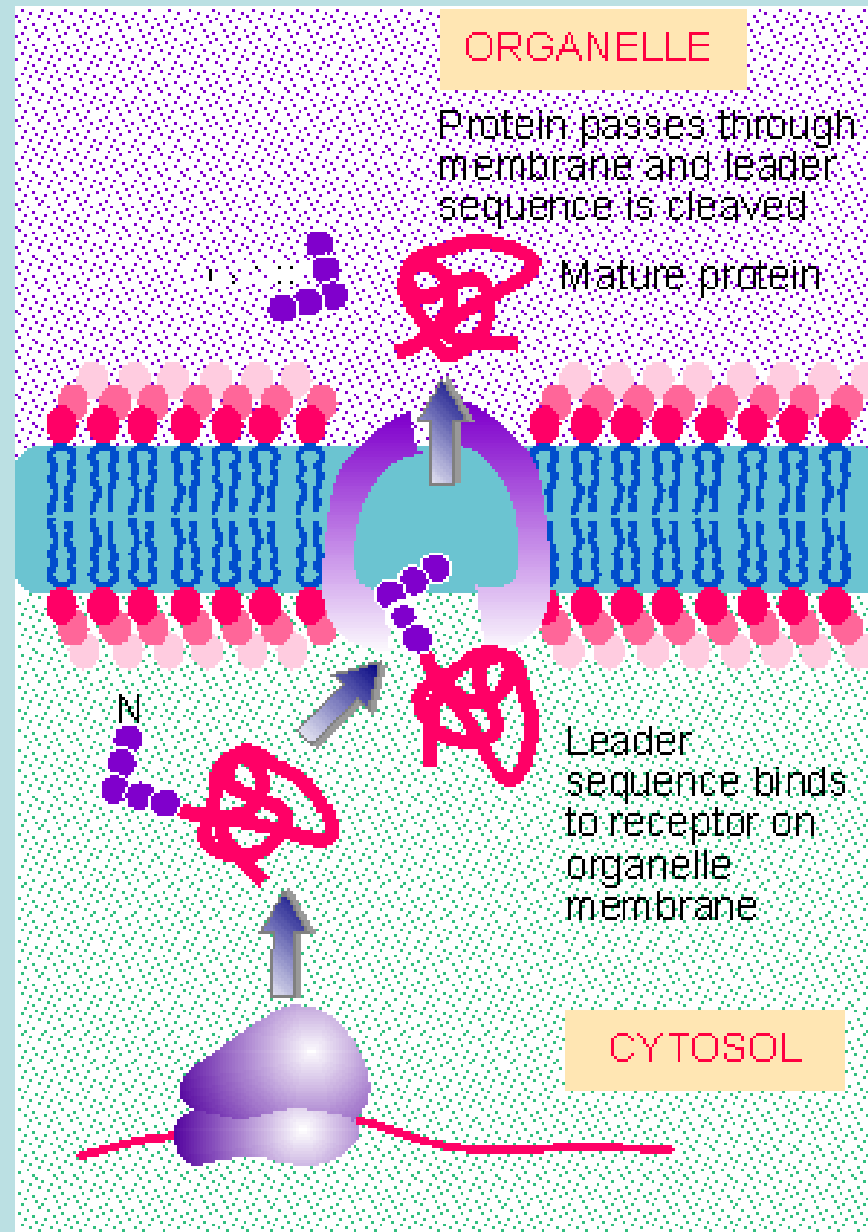 ORGANELLE
Protein passes through
membrane and leader
sequence is cleaved
Mature protein
N
Leader
sequence binds
to receptor on
organelle
membrane
CYTOSOL